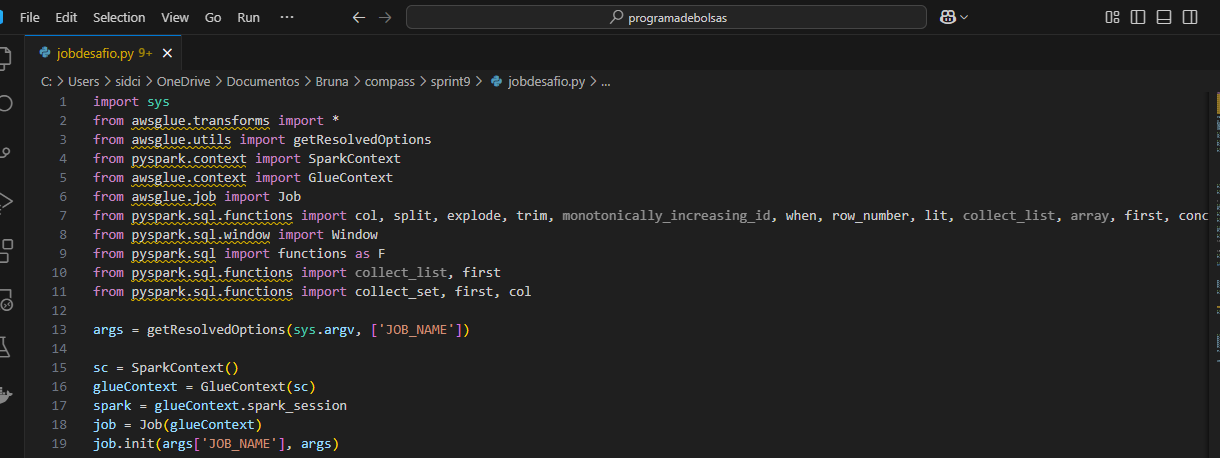 File Edit Selection View Go Run ··· programadebolsas
jobdesafio.py 9+
C: > Users > sidci > OneDrive > Documentos > Bruna > compass > sprint9 > jobdesafio.py > ...
1 import sys
2 from awsglue.transforms import *
3 from awsglue.utils import getResolvedOptions
4 from pyspark.context import SparkContext
5 from awsglue.context import GlueContext
6 from awsglue.job import Job
7 from pyspark.sql.functions import col, split, explode, trim, monotonically_increasing_id, when, row_number, lit, collect_list, array, first, conc
8 from pyspark.sql.window import Window
9 from pyspark.sql import functions as F
10 from pyspark.sql.functions import collect_list, first
11 from pyspark.sql.functions import collect_set, first, col
12
13 args = getResolvedOptions(sys.argv, ['JOB_NAME'])
14
15 sc = SparkContext()
16 glueContext = GlueContext(sc)
17 spark = glueContext.spark_session
18 job = Job(glueContext)
19 job.init(args['JOB_NAME'], args)